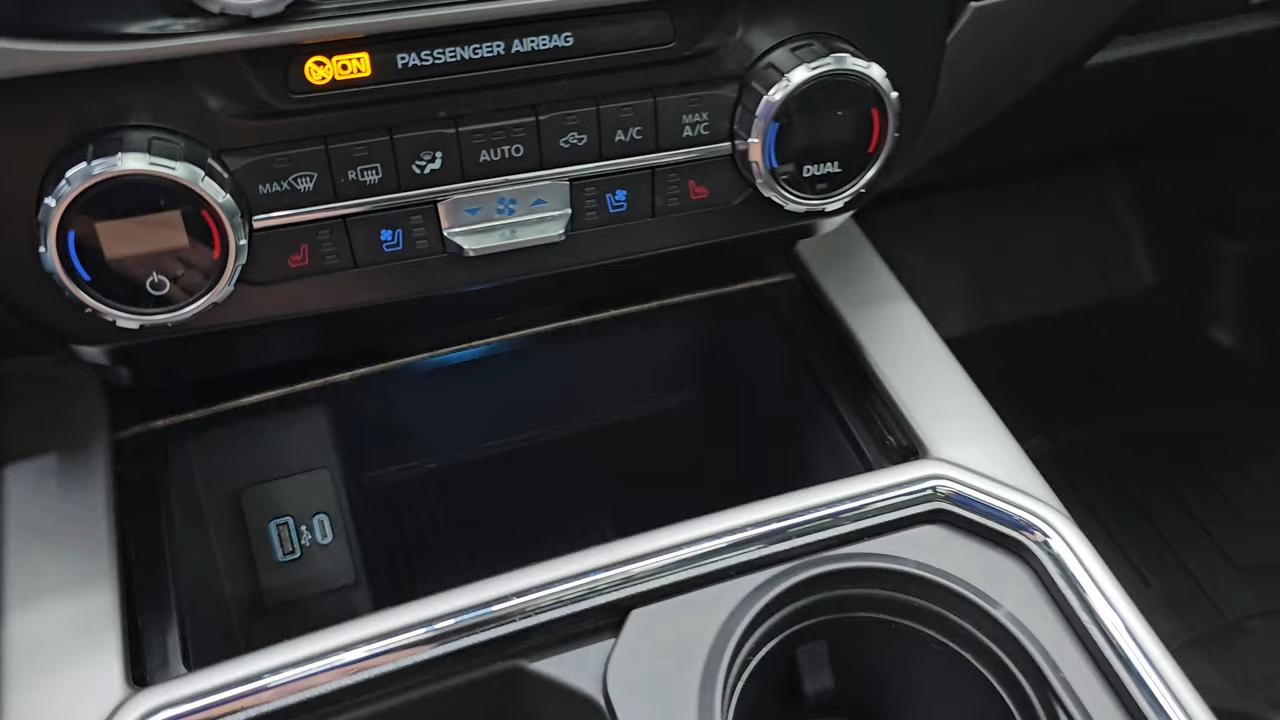 ON PASSENGER AIRBAG
MAX
R
AUTO
A/C
MAX
A/C
DUAL